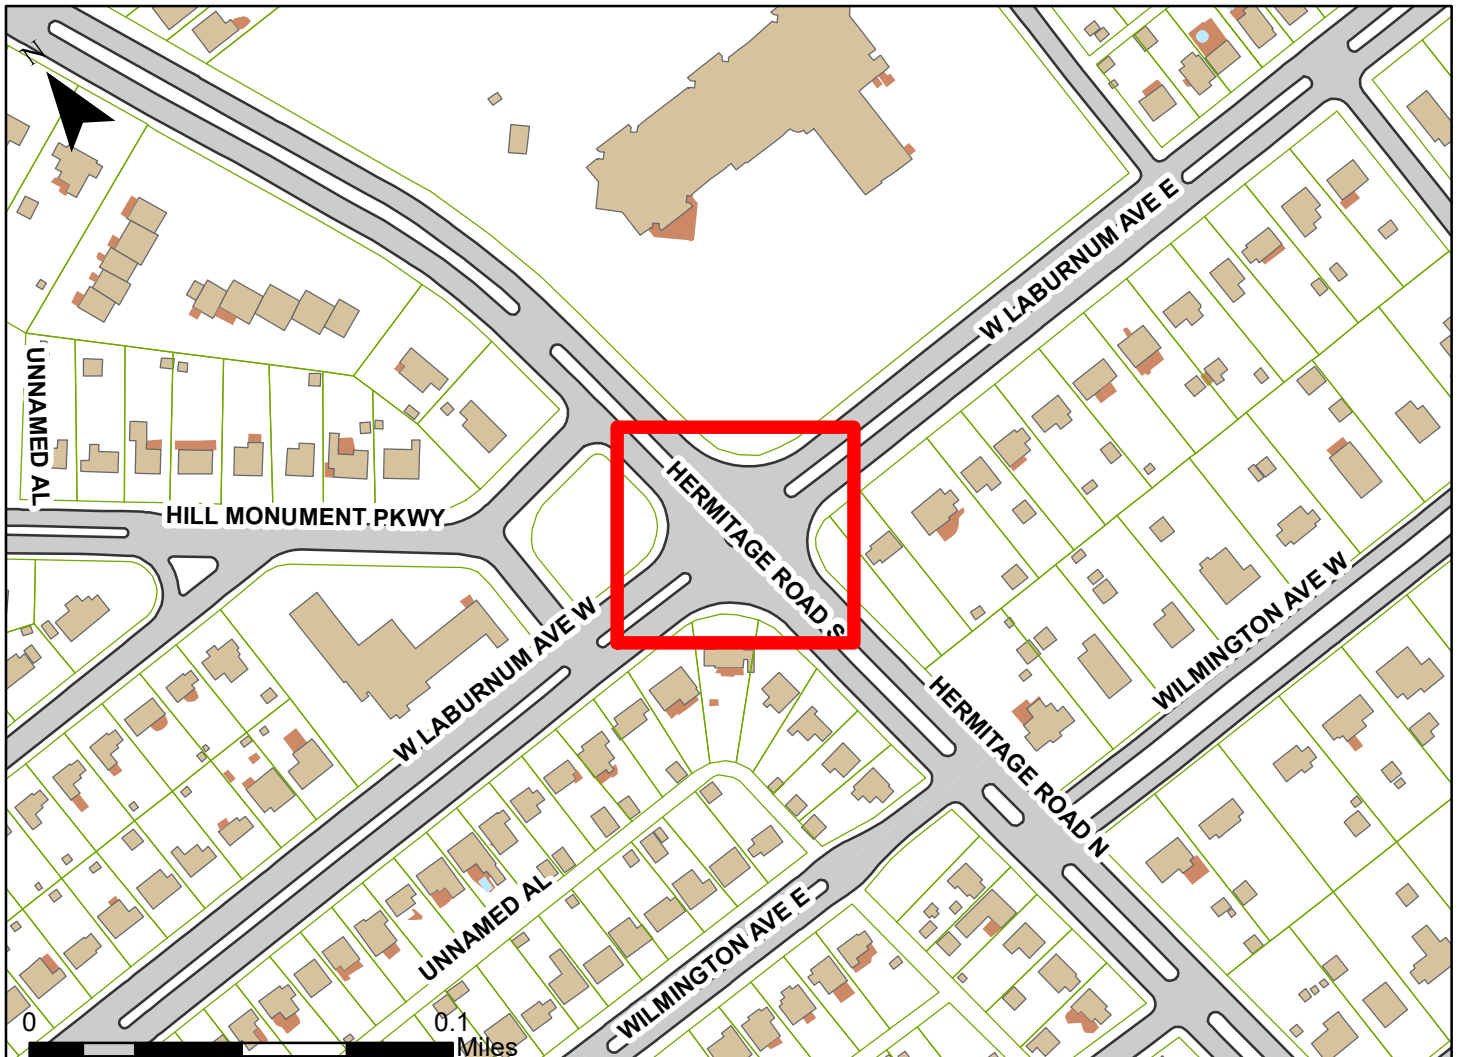 N
W LABURNUM AVE E
UNNAMED AL
HILL MONUMENT PKWY
HERMITAGE ROAD S
W LABURNUM AVE W
WILMINGTON AVE W
HERMITAGE ROAD N
UNNAMED AL
WILMINGTON AVE E
0 0.1
Miles